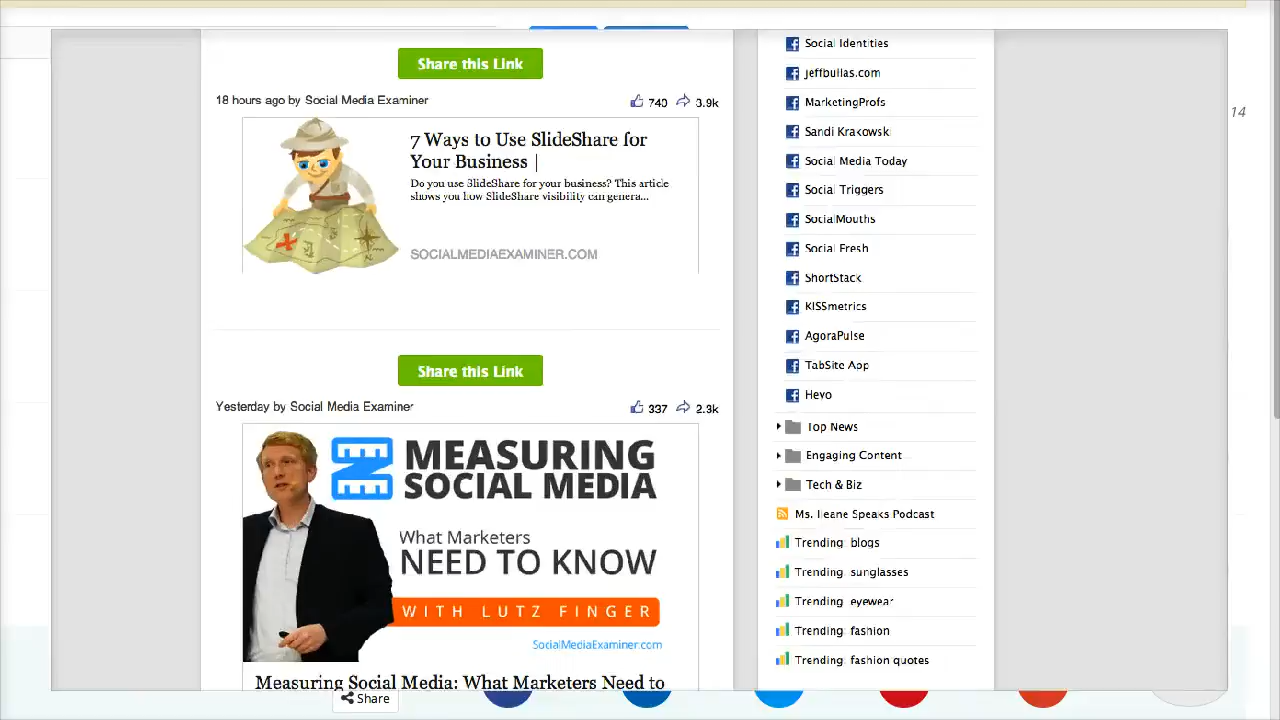 Share this Link
18 hours ago by Social Media Examiner
740 3.9k
7 Ways to Use SlideShare for
Your Business |
Do you use SlideShare for your business? This article
shows you how SlideShare visibility can genera...
SOCIALMEDIAEXAMINER.COM
Share this Link
Yesterday by Social Media Examiner
337 2.3k
MEASURING
SOCIAL MEDIA
What Marketers
NEED TO KNOW
WITH LUTZ FINGER
SocialMediaExaminer.com
Measuring Social Media: What Marketers Need to
Share
Social Identities
jeffbullas.com
MarketingProfs
Sandi Krakowski
Social Media Today
Social Triggers
SocialMouths
Social Fresh
ShortStack
KISSmetrics
AgoraPulse
TabSite App
Heyo
Top News
Engaging Content
Tech & Biz
Ms. Ileane Speaks Podcast
Trending: blogs
Trending: sunglasses
Trending: eyewear
Trending: fashion
Trending: fashion quotes
14